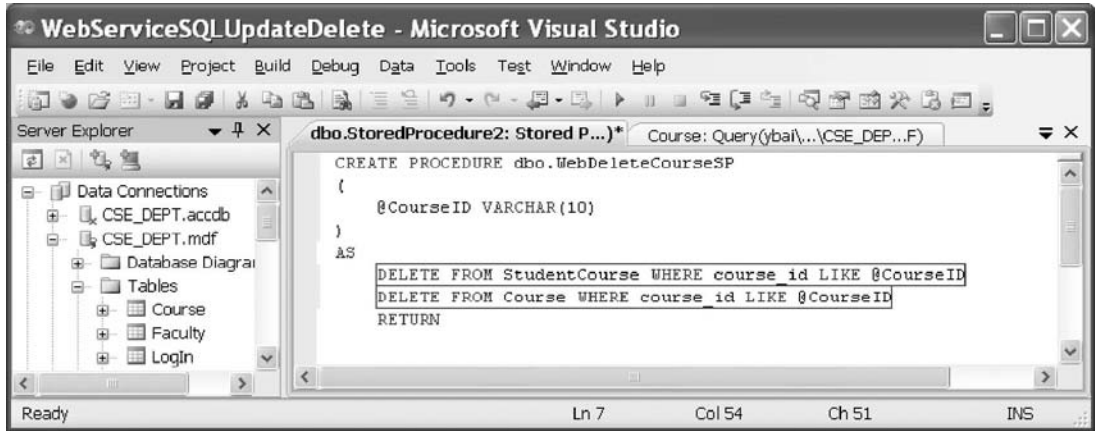 WebServiceSQLUpdateDelete - Microsoft Visual Studio
File Edit View Project Build Debug Data Tools Test Window Help
Server Explorer
dbo.StoredProcedure2: Stored P...)* Course: Query(ybai\...\CSE_DEP...F)
Data Connections
CSE_DEPT.accdb
CSE_DEPT.mdf
Database Diagra
Tables
Course
Faculty
LogIn
CREATE PROCEDURE dbo.WebDeleteCourseSP
(
@CourseID VARCHAR(10)
)
AS
DELETE FROM StudentCourse WHERE course_id LIKE @CourseID
DELETE FROM Course WHERE course_id LIKE @CourseID
RETURN
Ready Ln 7 Col 54 Ch 51 INS